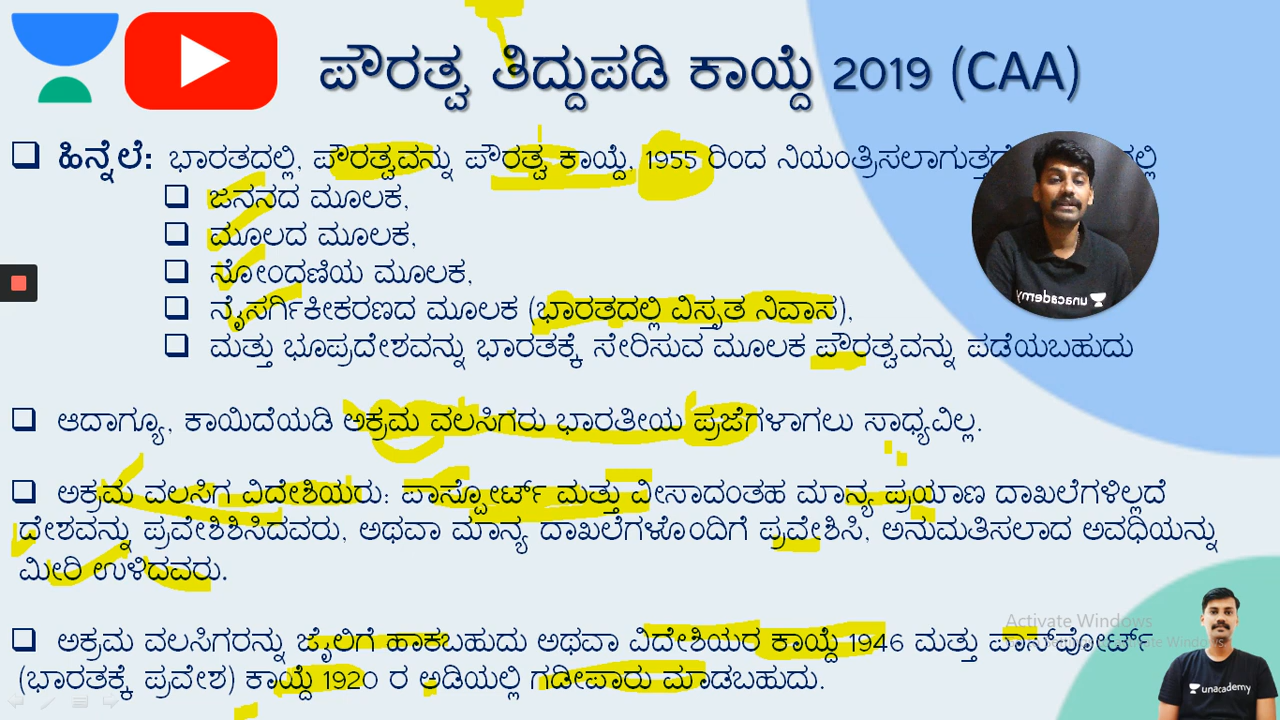 ಪೌರತ್ವ ತಿದ್ದುಪಡಿ ಕಾಯ್ದೆ 2019 (CAA)
ಹಿನ್ನೆಲೆ: ಭಾರತದಲ್ಲಿ, ಪೌರತ್ವವನ್ನು ಪೌರತ್ವ ಕಾಯ್ದೆ, 1955 ರಿಂದ
ಜನನದ ಮೂಲಕ,
ಮೂಲದ ಮೂಲಕ,
ನೋಂದಣಿಯ ಮೂಲಕ,
ನೈಸರ್ಗಿಕೀಕರಣದ ಮೂಲಕ (ಭಾರತದಲ್ಲಿ ವಿಸ್ತೃತ ನಿವಾಸ),
ಮತ್ತು ಭೂಪ್ರದೇಶವನ್ನು ಭಾರತಕ್ಕೆ ಸೇರಿಸುವ ಮೂಲಕ ಪೌರತ್ವವನ್ನು ಪಡೆಯಬಹುದು
ಆದಾಗ್ಯೂ, ಕಾಯಿದೆಯಡಿ ಅಕ್ರಮ ವಲಸಿಗರು ಭಾರತೀಯ ಪ್ರಜೆಗಳಾಗಲು ಸಾಧ್ಯವಿಲ್ಲ.
ಅಕ್ರಮ ವಲಸಿಗ ವಿದೇಶಿಯರು: ಪಾಸ್ಪೋರ್ಟ್ ಮತ್ತು ವೀಸಾದಂತಹ ಮಾನ್ಯ ಪ್ರಯಾಣ ದಾಖಲೆಗಳಿಲ್ಲದೆ
ದೇಶವನ್ನು ಪ್ರವೇಶಿಶಿಸಿದವರು, ಅಥವಾ ಮಾನ್ಯ ದಾಖಲೆಗಳೊಂದಿಗೆ ಪ್ರವೇಶಿಸಿ, ಅನುಮತಿಸಲಾದ ಅವಧಿಯನ್ನು
ಮೀರಿ ಉಳಿದವರು.
ಅಕ್ರಮ ವಲಸಿಗರನ್ನು ಜೈಲಿಗೆ ಹಾಕಬಹುದು ಅಥವಾ ವಿದೇಶಿಯರ ಕಾಯ್ದೆ 1946 ಮತ್ತು ಪಾಸ್‌ಪೋರ್ಟ್
(ಭಾರತಕ್ಕೆ ಪ್ರವೇಶ) ಕಾಯ್ದೆ 1920 ರ ಅಡಿಯಲ್ಲಿ ಗಡೀಪಾರು ಮಾಡಬಹುದು.
Activate Windows
unacademy
unacademy